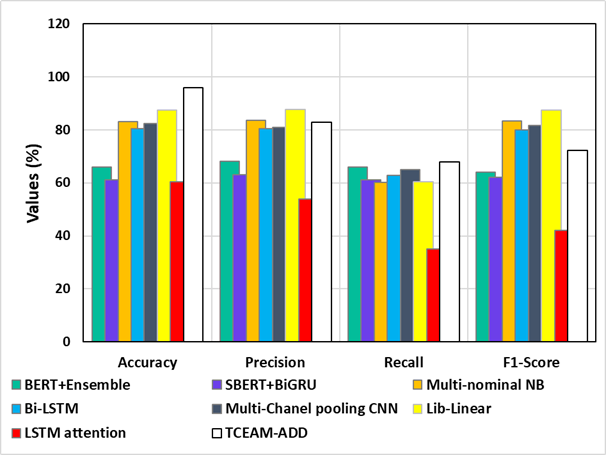 120
100
80
60
40
20
0
Values (%)
Accuracy Precision Recall F1-Score
BERT+Ensemble SBERT+BiGRU Multi-nominal NB
Bi-LSTM Multi-Chanel pooling CNN Lib-Linear
LSTM attention TCEAM-ADD